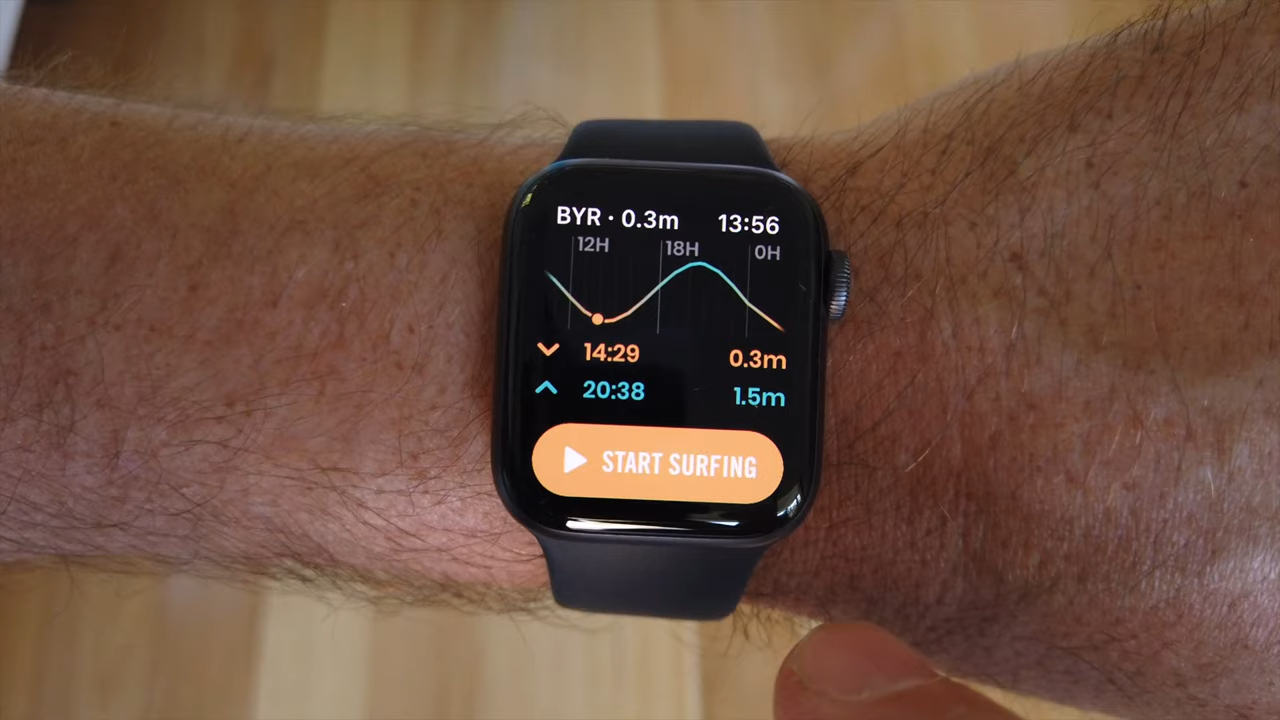 BYR · 0.3m 13:56
12H 18H 0H
14:29 0.3m
20:38 1.5m
START SURFING